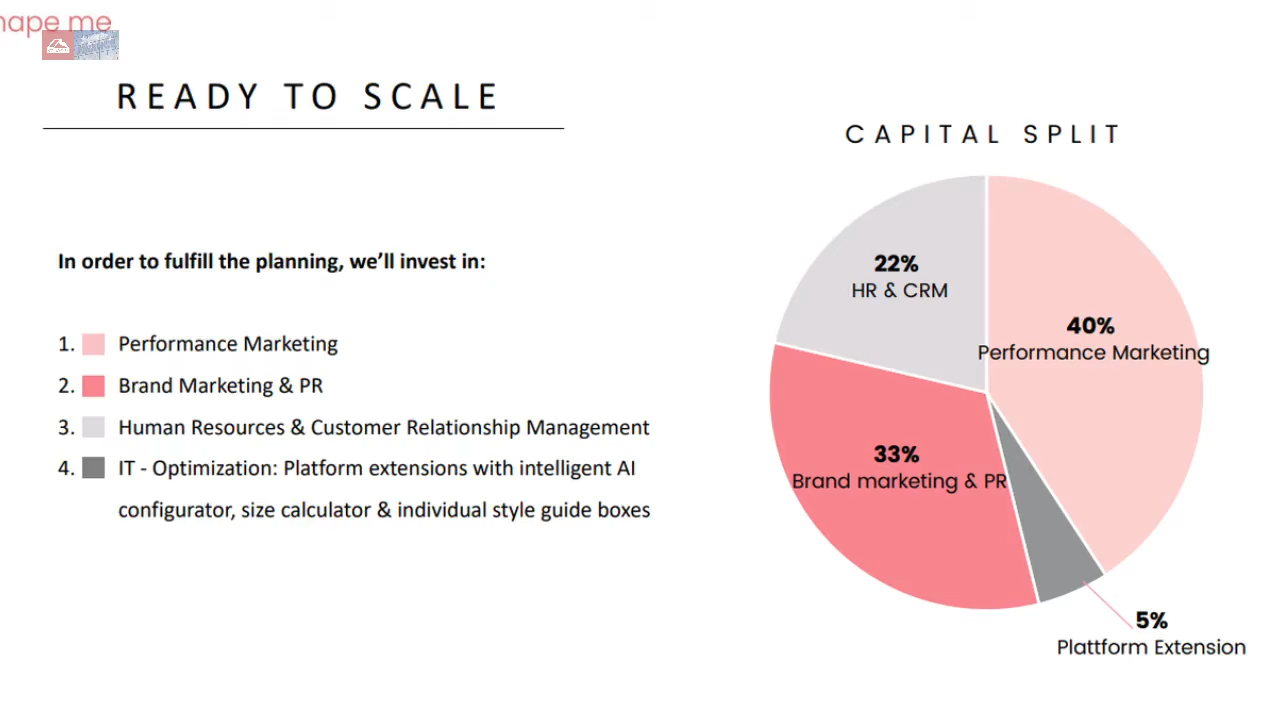 hape me
READY TO SCALE
In order to fulfill the planning, we’ll invest in:
1. Performance Marketing
2. Brand Marketing & PR
3. Human Resources & Customer Relationship Management
4. IT - Optimization: Platform extensions with intelligent AI
configurator, size calculator & individual style guide boxes
CAPITAL SPLIT
22%
HR & CRM
40%
Performance Marketing
33%
Brand marketing & PR
5%
Plattform Extension